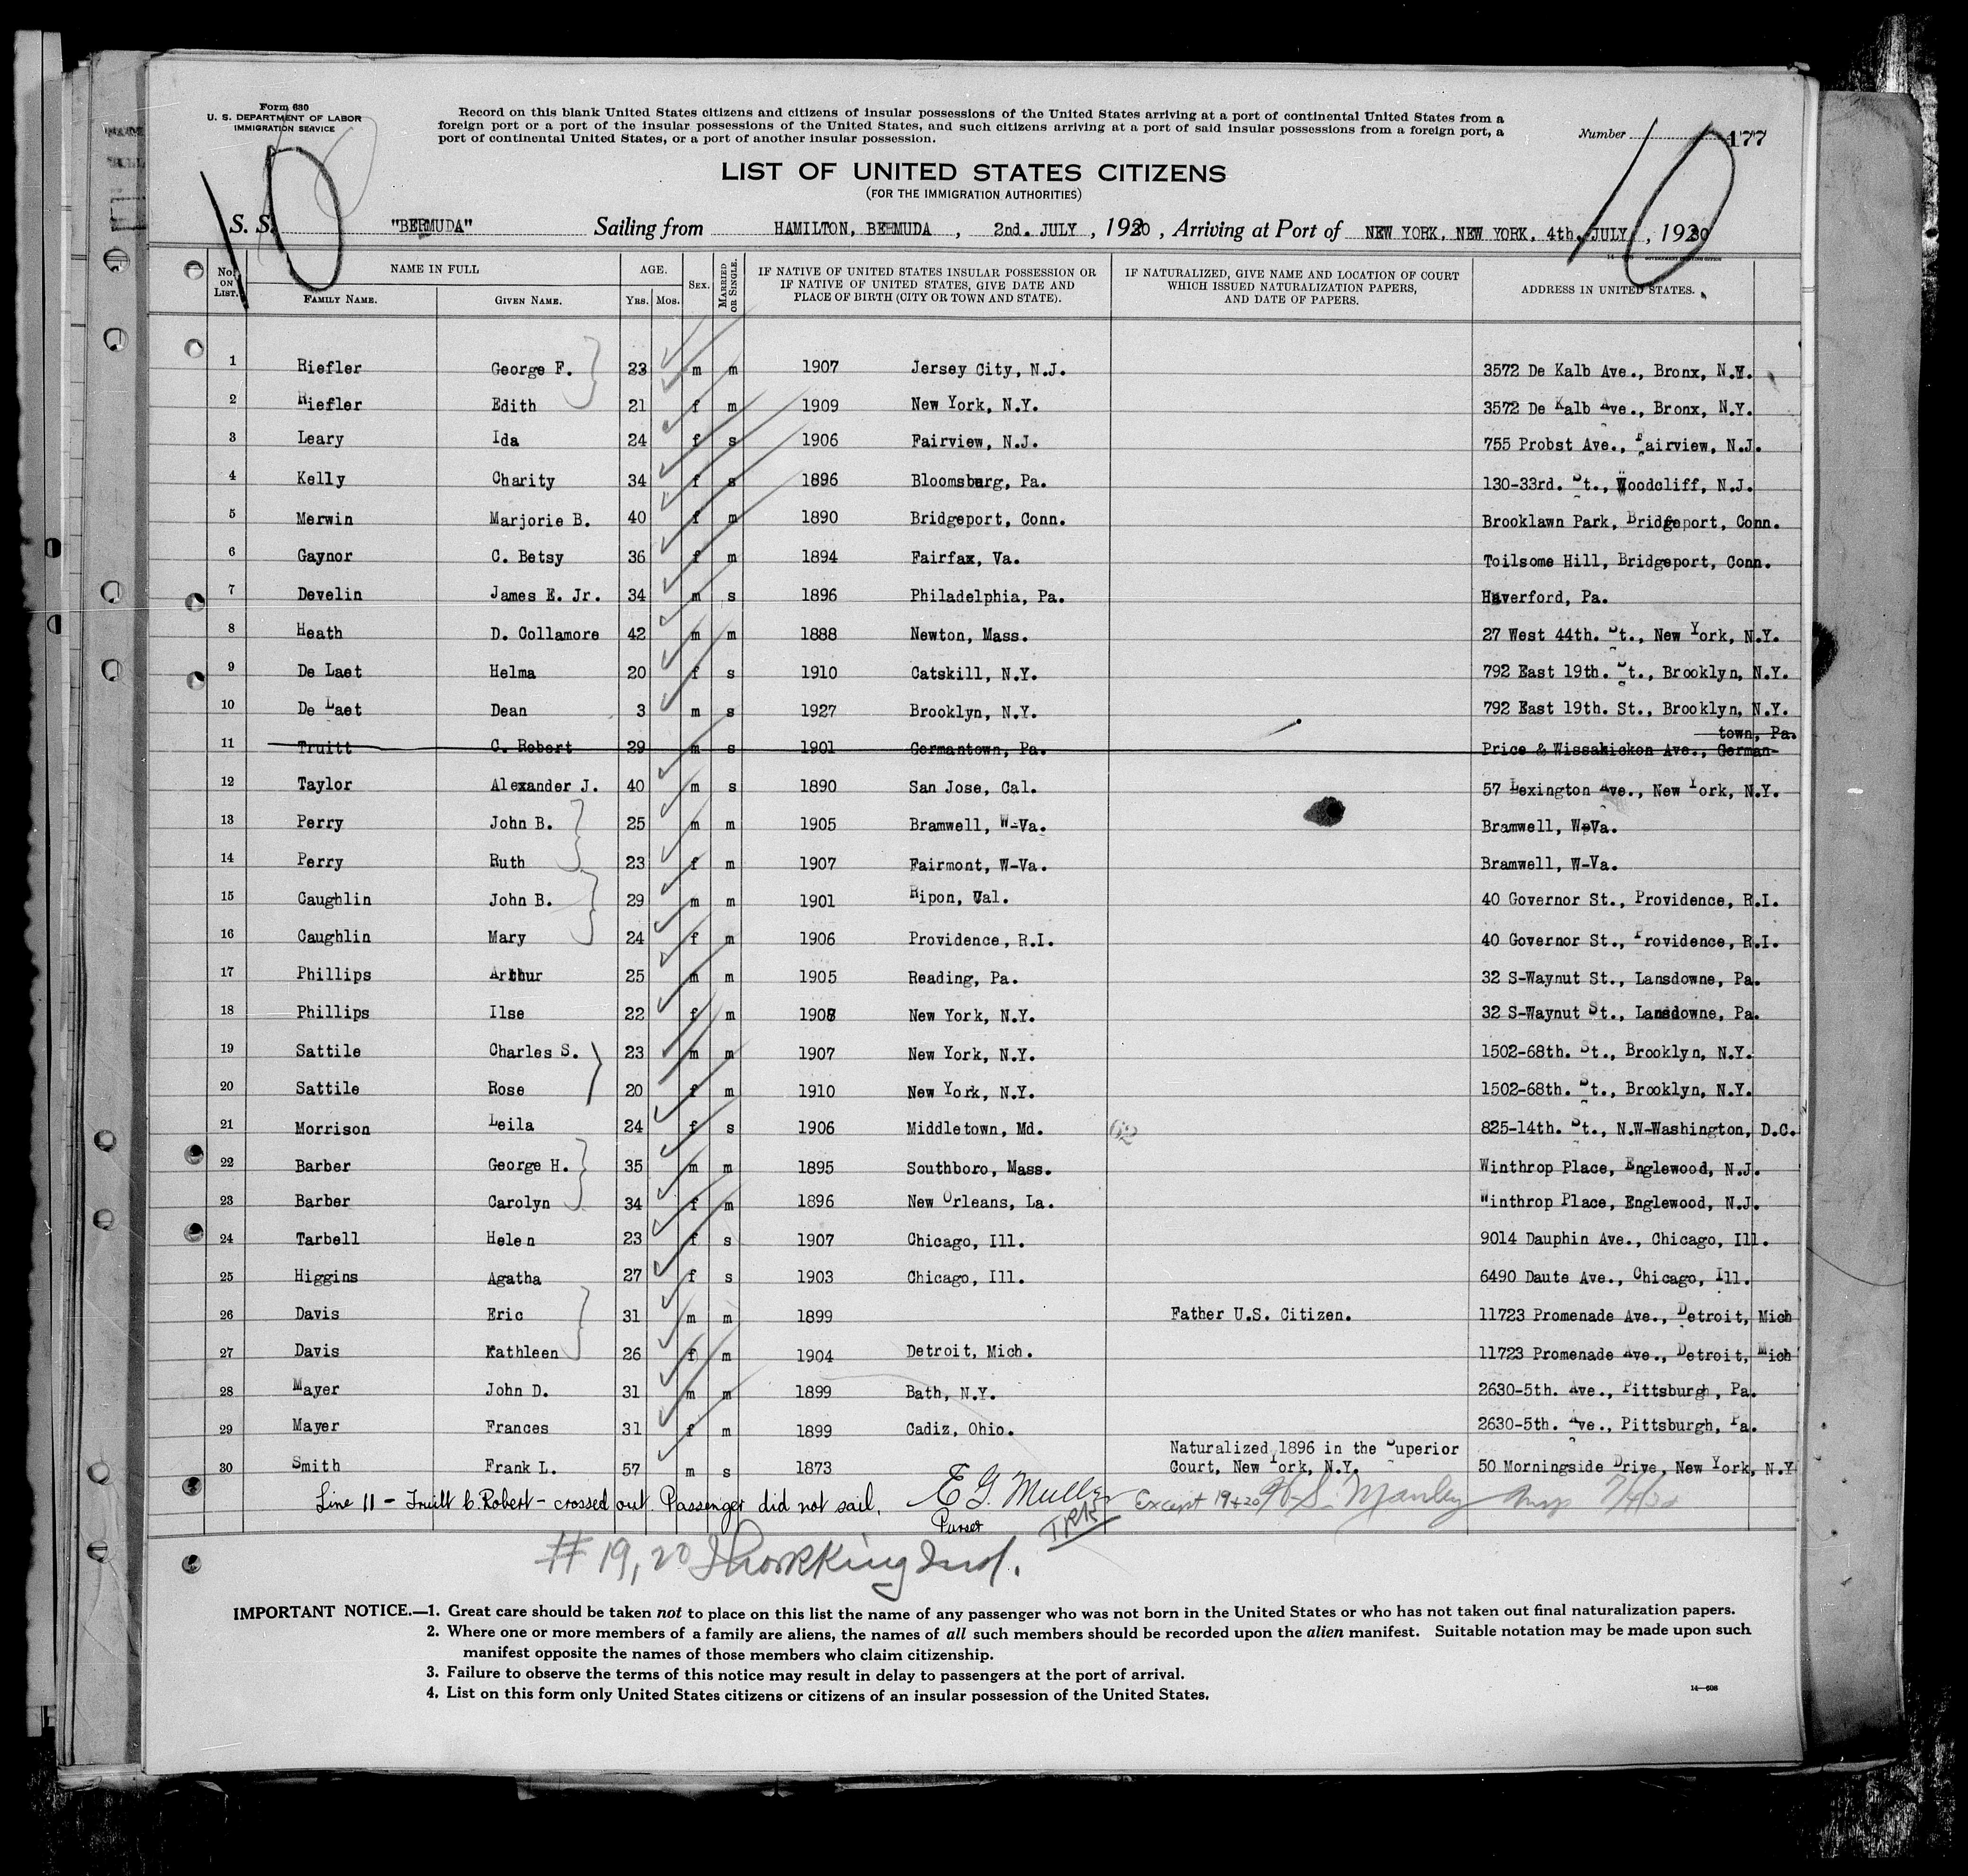 Form 630
U. S. DEPARTMENT OF LABOR
IMMIGRATION SERVICE
Record on this blank United States citizens and citizens of insular possessions of the United States arriving at a port of continental United States from a
foreign port or a port of the insular possessions of the United States, and such citizens arriving at a port of said insular possessions from a foreign port, a
port of continental United States, or a port of another insular possession.
Number 177
10 10
LIST OF UNITED STATES CITIZENS
(FOR THE IMMIGRATION AUTHORITIES)
S. S. "BERMUDA" Sailing from HAMILTON, BERMUDA , 2nd. JULY , 1930 , Arriving at Port of NEW YORK, NEW YORK, 4th. JULY , 1930
No. ON LIST. NAME IN FULL FAMILY NAME. GIVEN NAME. AGE. YRS. MOS. SEX. MARRIED OR SINGLE. IF NATIVE OF UNITED STATES INSULAR POSSESSION OR IF NATIVE OF UNITED STATES, GIVE DATE AND PLACE OF BIRTH (CITY OR TOWN AND STATE). IF NATURALIZED, GIVE NAME AND LOCATION OF COURT WHICH ISSUED NATURALIZATION PAPERS, AND DATE OF PAPERS. ADDRESS IN UNITED STATES.
1 Riefler George F. 23 m m 1907 Jersey City, N.J. 3572 De Kalb Ave., Bronx, N.Y.
2 Riefler Edith 21 f m 1909 New York, N.Y. 3572 De Kalb Ave., Bronx, N.Y.
3 Leary Ida 24 f s 1906 Fairview, N.J. 755 Probst Ave., Fairview, N.J.
4 Kelly Charity 34 f s 1896 Bloomsburg, Pa. 130-33rd. St., Woodcliff, N.J.
5 Merwin Marjorie B. 40 f m 1890 Bridgeport, Conn. Brooklawn Park, Bridgeport, Conn.
6 Gaynor C. Betsy 36 f m 1894 Fairfax, Va. Toilsome Hill, Bridgeport, Conn.
7 Develin James E. Jr. 34 m s 1896 Philadelphia, Pa. Haverford, Pa.
8 Heath D. Collamore 42 m m 1888 Newton, Mass. 27 West 44th. St., New York, N.Y.
9 De Laet Helma 20 f s 1910 Catskill, N.Y. 792 East 19th. St., Brooklyn, N.Y.
10 De Laet Dean 3 m s 1927 Brooklyn, N.Y. 792 East 19th. St., Brooklyn, N.Y.
11 Truitt C. Robert 29 m s 1901 Germantown, Pa. Price & Wissahickon Ave., German-town, Pa.
12 Taylor Alexander J. 40 m s 1890 San Jose, Cal. 57 Lexington Ave., New York, N.Y.
13 Perry John B. 25 m m 1905 Bramwell, W-Va. Bramwell, W-Va.
14 Perry Ruth 23 f m 1907 Fairmont, W-Va. Bramwell, W-Va.
15 Caughlin John B. 29 m m 1901 Ripon, Cal. 40 Governor St., Providence, R.I.
16 Caughlin Mary 24 f m 1906 Providence, R.I. 40 Governor St., Providence, R.I.
17 Phillips Arthur 25 m m 1905 Reading, Pa. 32 S-Waynut St., Lansdowne, Pa.
18 Phillips Ilse 22 f m 1908 New York, N.Y. 32 S-Waynut St., Lansdowne, Pa.
19 Sattile Charles S. 23 m m 1907 New York, N.Y. 1502-68th. St., Brooklyn, N.Y.
20 Sattile Rose 20 f m 1910 New York, N.Y. 1502-68th. St., Brooklyn, N.Y.
21 Morrison Leila 24 f s 1906 Middletown, Md. 62 825-14th. St., N.W-Washington, D.C.
22 Barber George H. 35 m m 1895 Southboro, Mass. Winthrop Place, Englewood, N.J.
23 Barber Carolyn 34 f m 1896 New Orleans, La. Winthrop Place, Englewood, N.J.
24 Tarbell Helen 23 f s 1907 Chicago, Ill. 9014 Dauphin Ave., Chicago, Ill.
25 Higgins Agatha 27 f s 1903 Chicago, Ill. 6490 Daute Ave., Chicago, Ill.
26 Davis Eric 31 m m 1899 Father U.S. Citizen. 11723 Promenade Ave., Detroit, Mich
27 Davis Kathleen 26 f m 1904 Detroit, Mich. 11723 Promenade Ave., Detroit, Mich
28 Mayer John D. 31 m m 1899 Bath, N.Y. 2630-5th. Ave., Pittsburgh, Pa.
29 Mayer Frances 31 f m 1899 Cadiz, Ohio. 2630-5th. Ave., Pittsburgh, Pa.
30 Smith Frank L. 57 m s 1873 Naturalized 1896 in the Superior Court, New York, N.Y. 50 Morningside Drive, New York, N.Y
Line 11 - Truitt C. Robert - crossed out. Passenger did not sail. E G. Muller Except 19+20 H. S. Manley Insp 7/4/30
Purser
#19, 20 Insp.
IMPORTANT NOTICE.—1. Great care should be taken not to place on this list the name of any passenger who was not born in the United States or who has not taken out final naturalization papers.
2. Where one or more members of a family are aliens, the names of all such members should be recorded upon the alien manifest. Suitable notation may be made upon such
manifest opposite the names of those members who claim citizenship.
3. Failure to observe the terms of this notice may result in delay to passengers at the port of arrival.
4. List on this form only United States citizens or citizens of an insular possession of the United States.
14—698